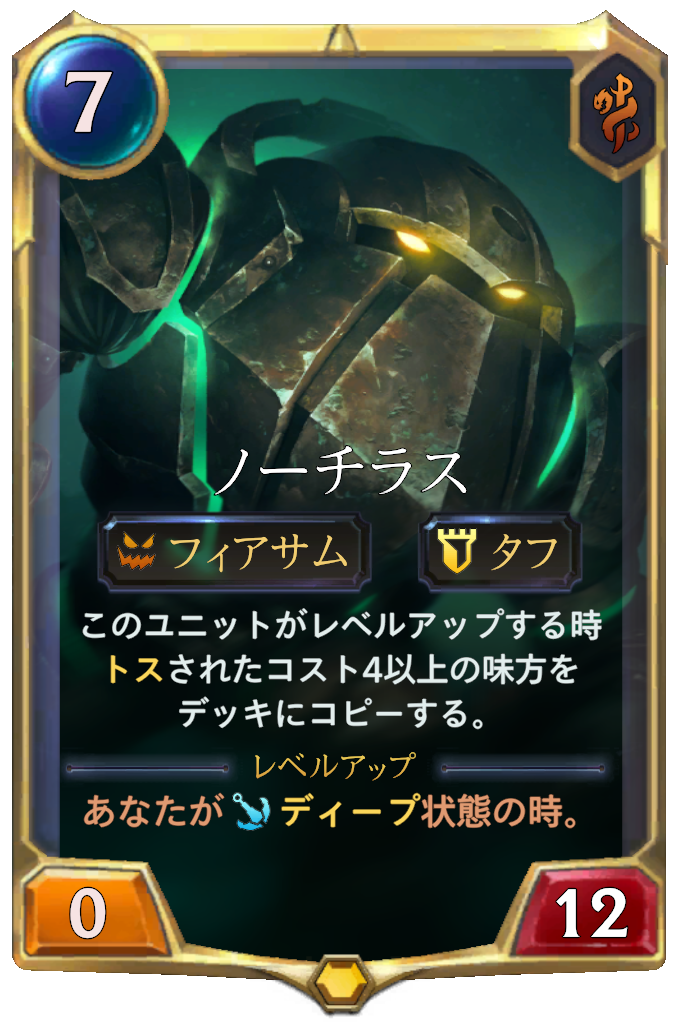 7
ノーチラス
フィアサム タフ
このユニットがレベルアップする時
トスされたコスト4以上の味方を
デッキにコピーする。
レベルアップ
あなたが ディープ状態の時。
0 12